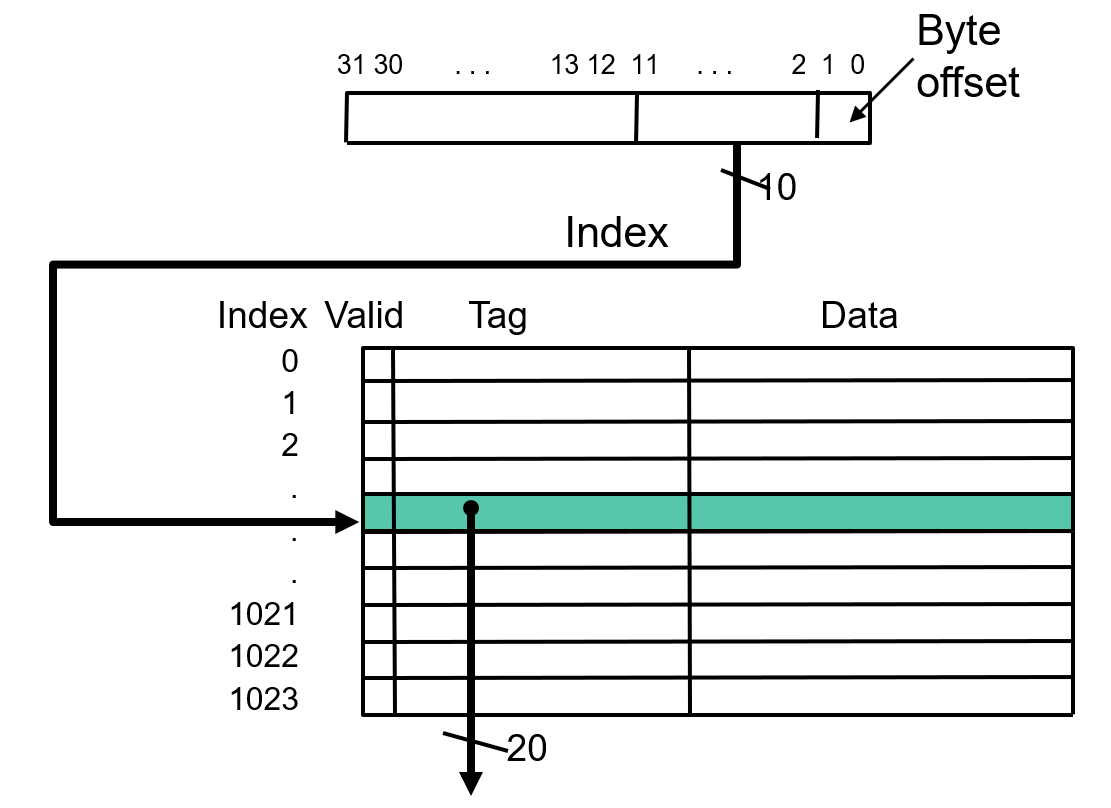 Byte
offset
31 30 . . . 13 12 11 . . . 2 1 0
10
Index
Index Valid Tag Data
0
1
2
.
.
.
1021
1022
1023
20